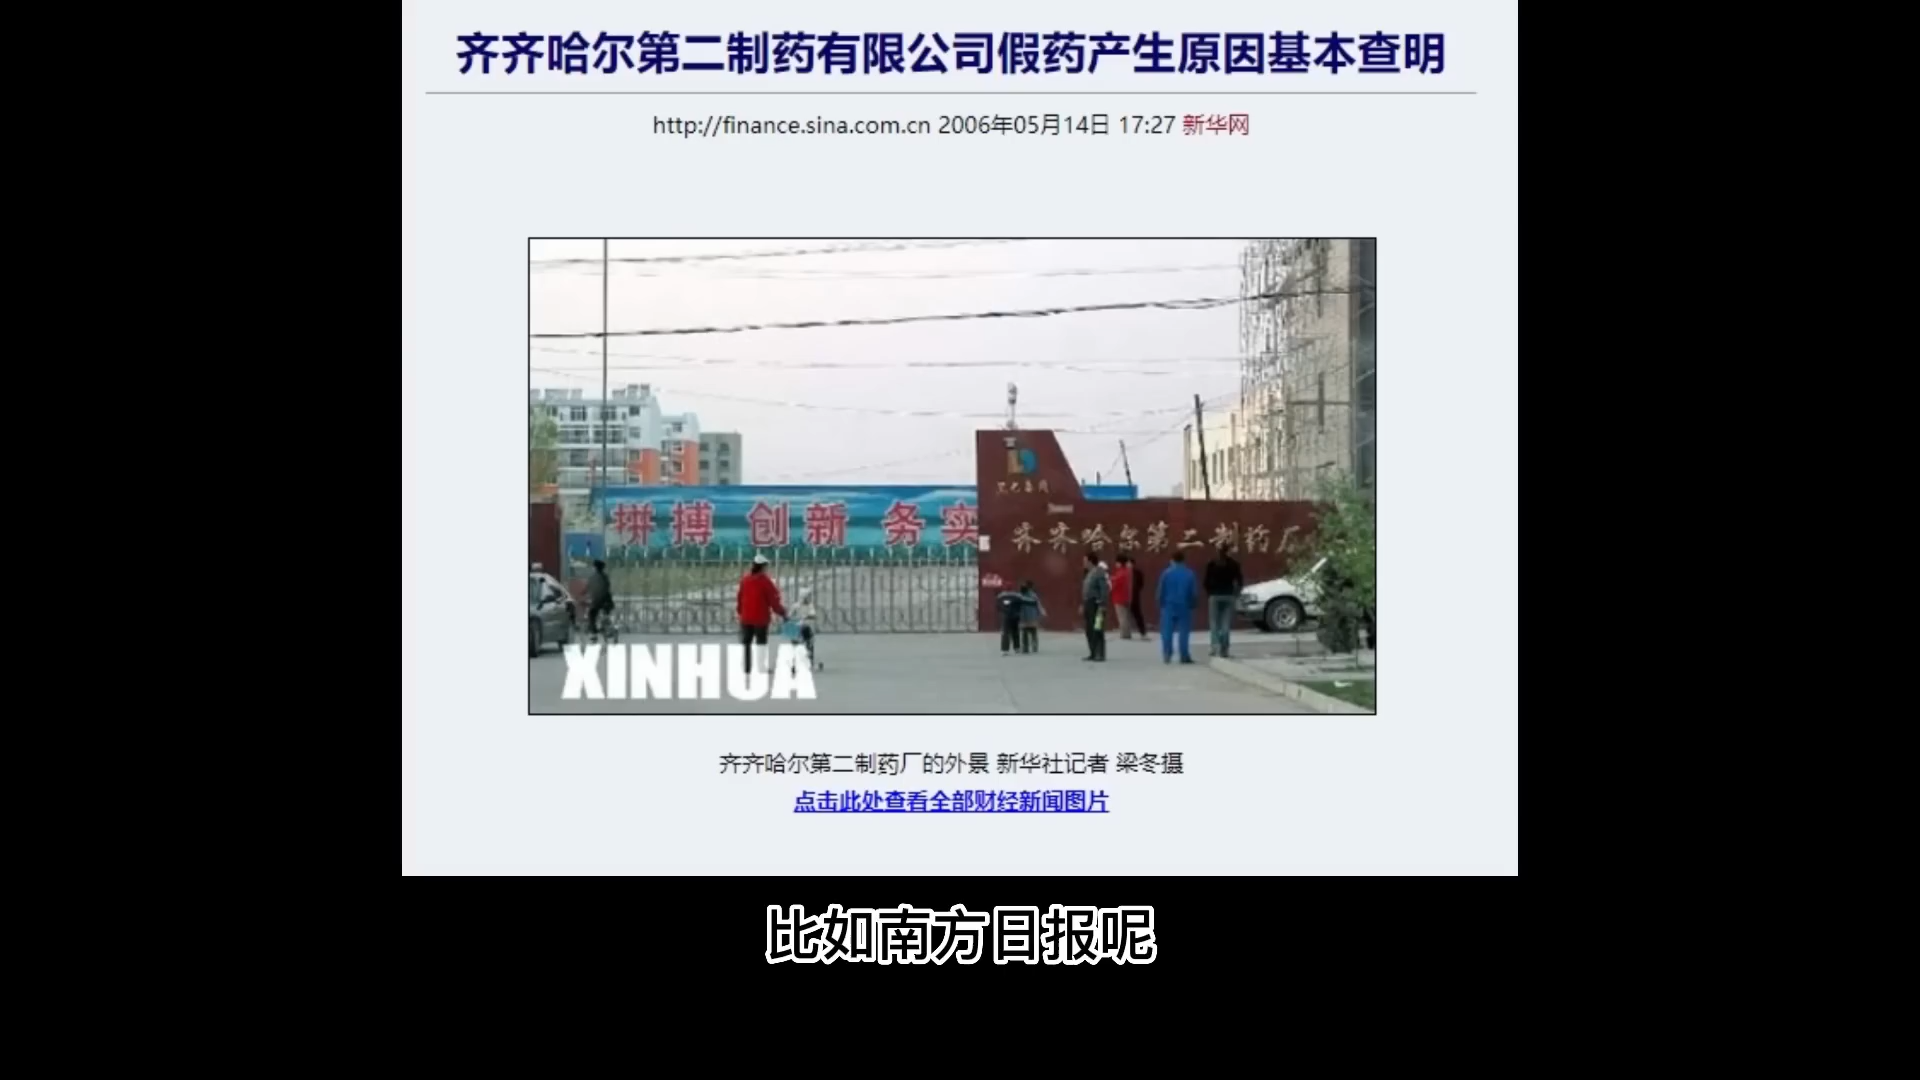 齐齐哈尔第二制药有限公司假药产生原因基本查明
http://finance.sina.com.cn 2006年05月14日 17:27 新华网
拼搏 创新 务实
齐齐哈尔第二制药厂
XINHUA
齐齐哈尔第二制药厂的外景 新华社记者 梁冬摄
点击此处查看全部财经新闻图片
比如南方日报呢